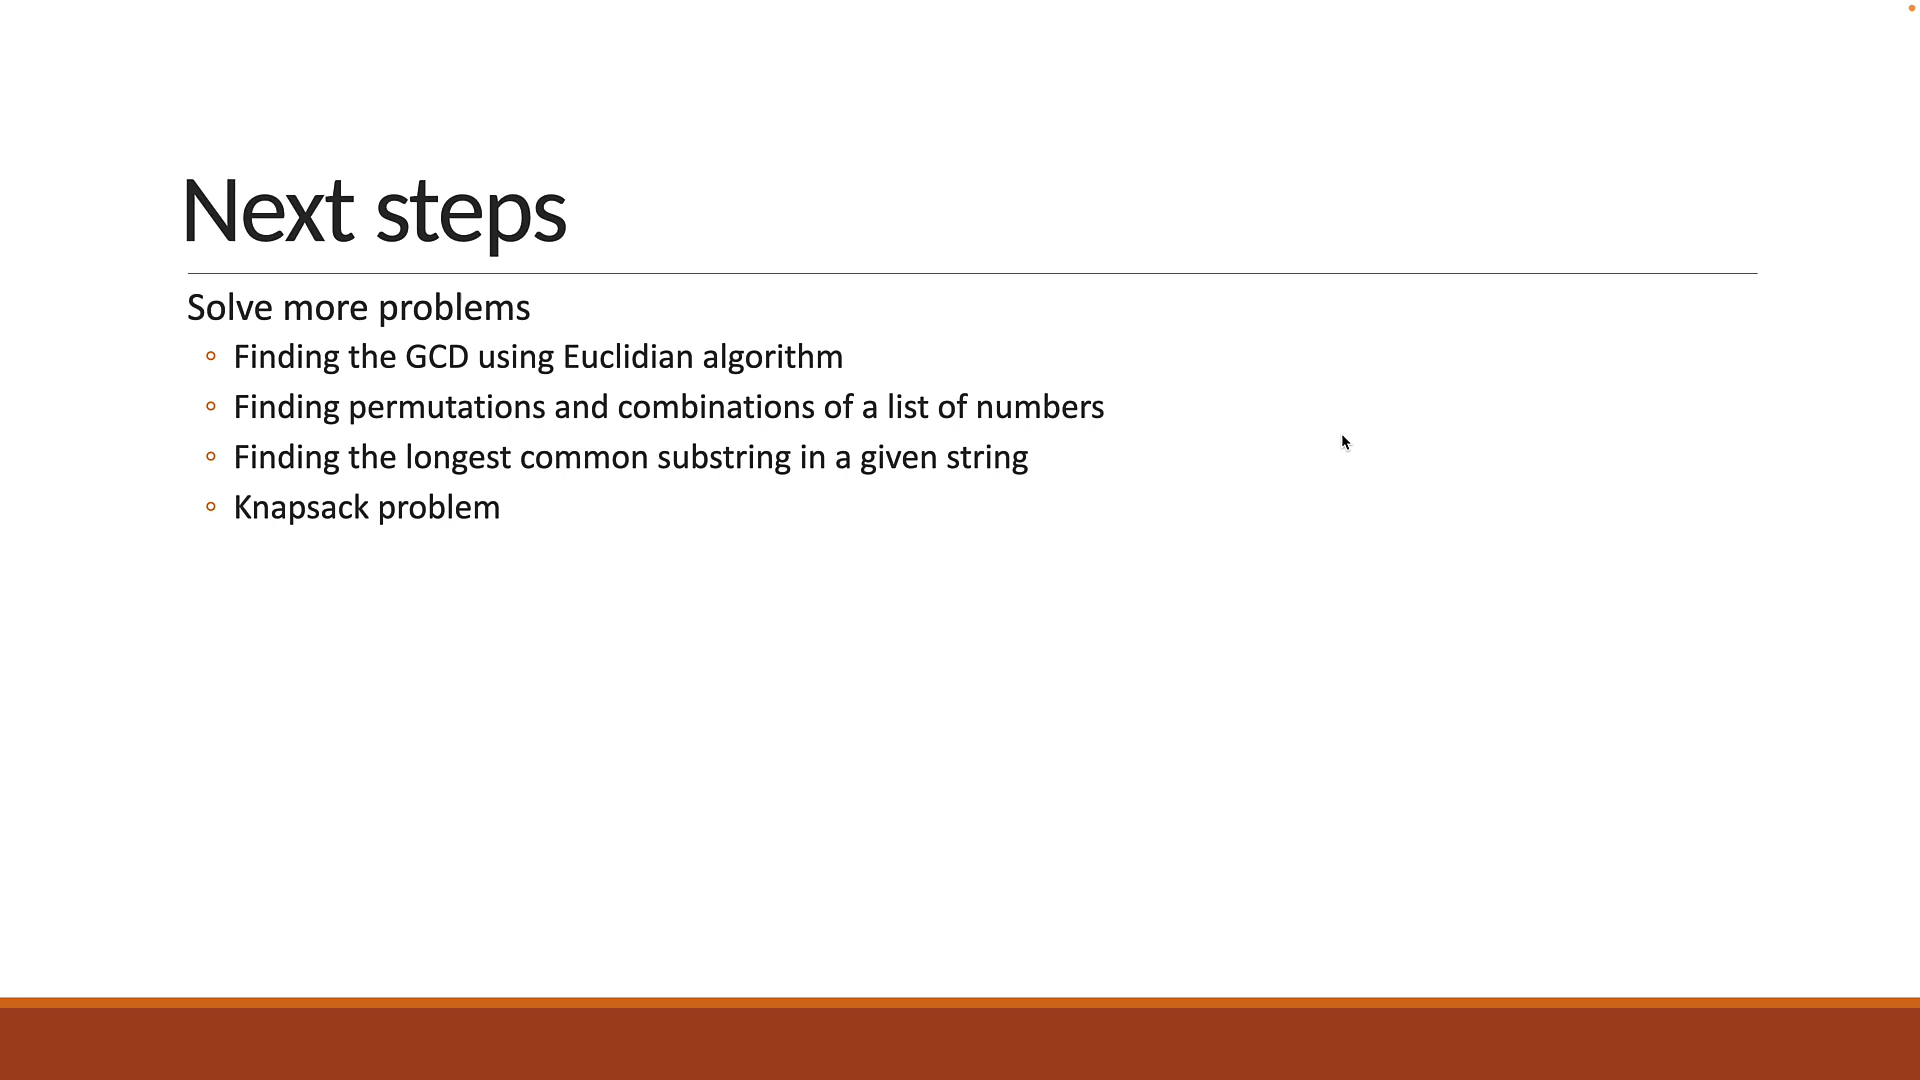 Next steps
Solve more problems
Finding the GCD using Euclidian algorithm
Finding permutations and combinations of a list of numbers
Finding the longest common substring in a given string
Knapsack problem